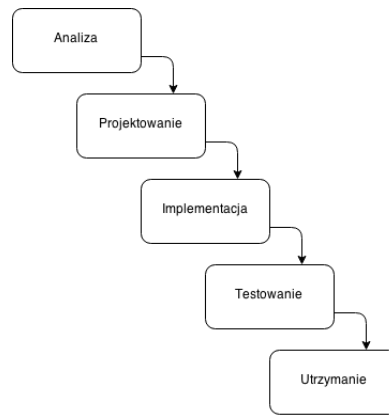 Analiza
Projektowanie
Implementacja
Testowanie
Utrzymanie